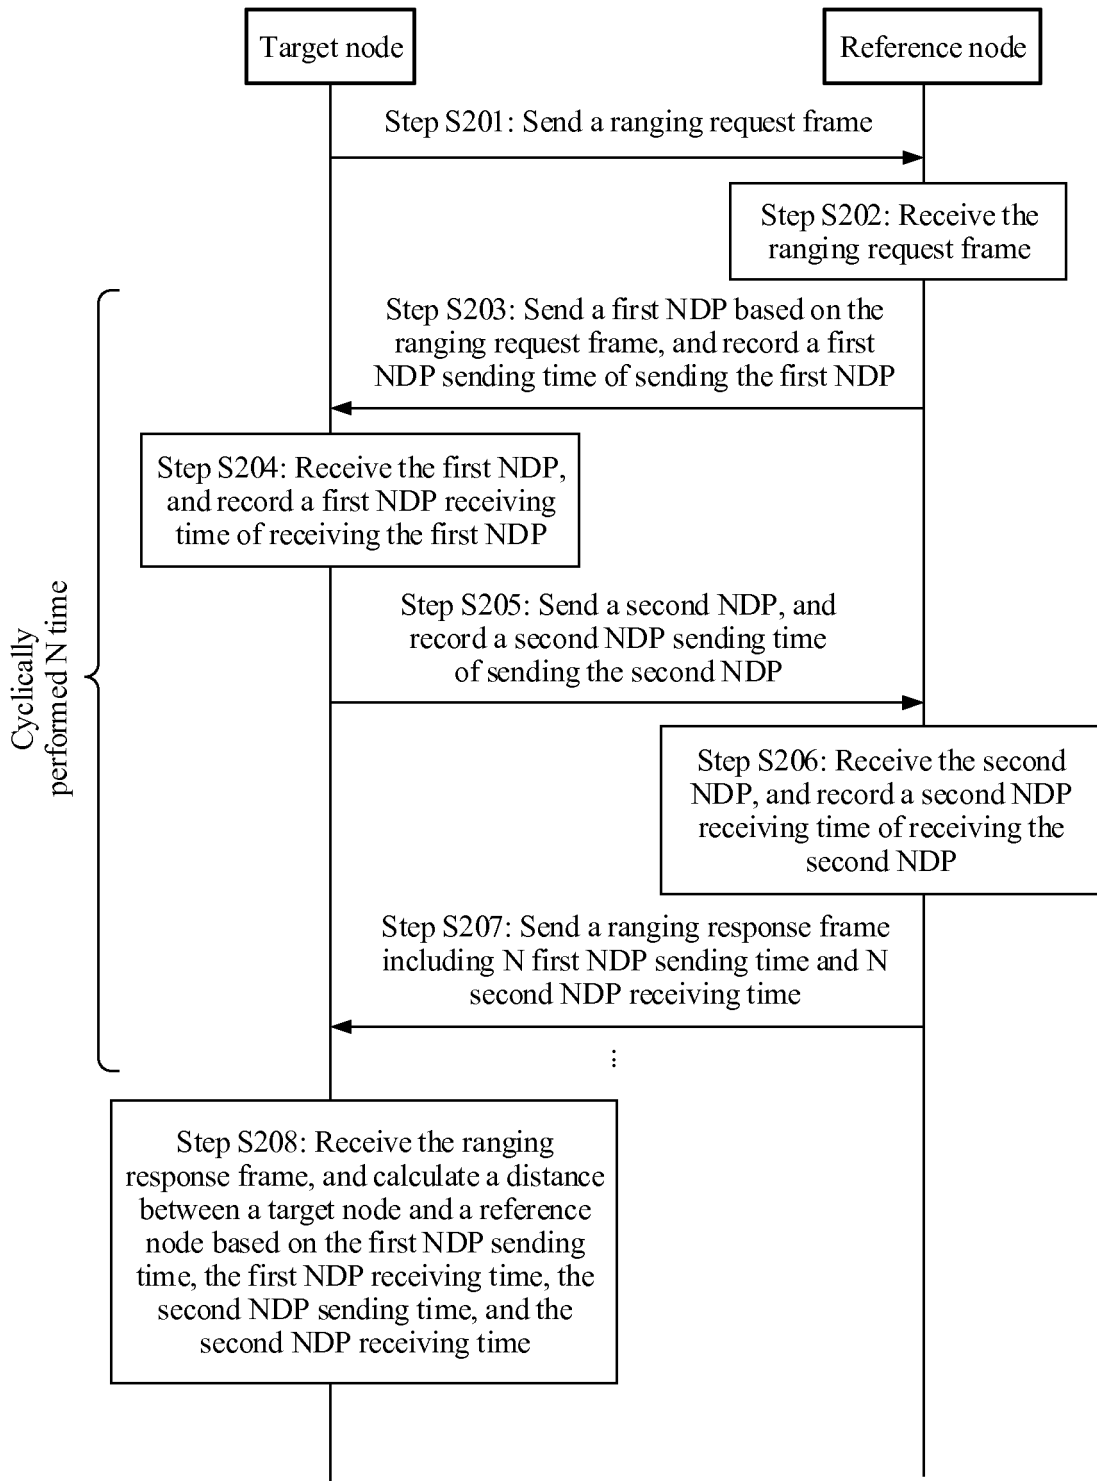 Target node
Reference node
Step S201: Send a ranging request frame
Step S202: Receive the
ranging request frame
Step S203: Send a first NDP based on the
ranging request frame, and record a first
NDP sending time of sending the first NDP
Step S204: Receive the first NDP,
and record a first NDP receiving
time of receiving the first NDP
Cyclically
performed N time
Step S205: Send a second NDP, and
record a second NDP sending time
of sending the second NDP
Step S206: Receive the second
NDP, and record a second NDP
receiving time of receiving the
second NDP
Step S207: Send a ranging response frame
including N first NDP sending time and N
second NDP receiving time
⋮
Step S208: Receive the ranging
response frame, and calculate a distance
between a target node and a reference
node based on the first NDP sending
time, the first NDP receiving time, the
second NDP sending time, and the
second NDP receiving time